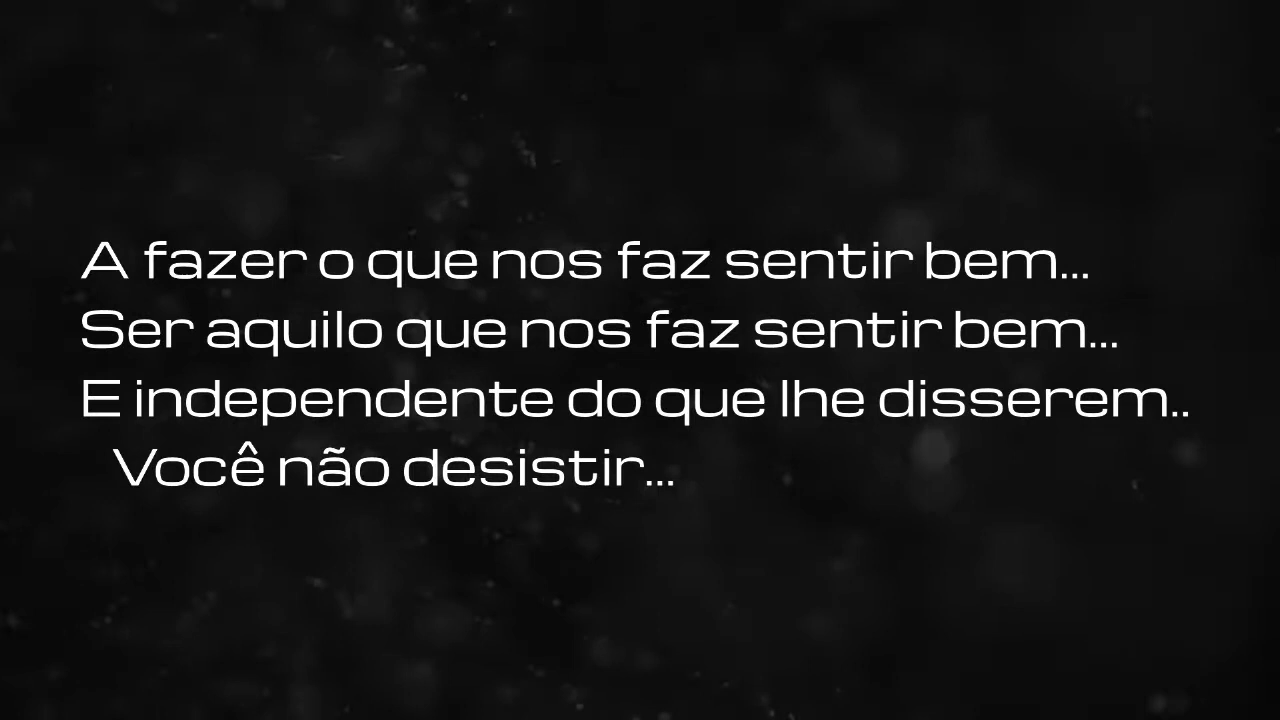 A fazer o que nos faz sentir bem...
Ser aquilo que nos faz sentir bem...
E independente do que lhe disserem..
Você não desistir...